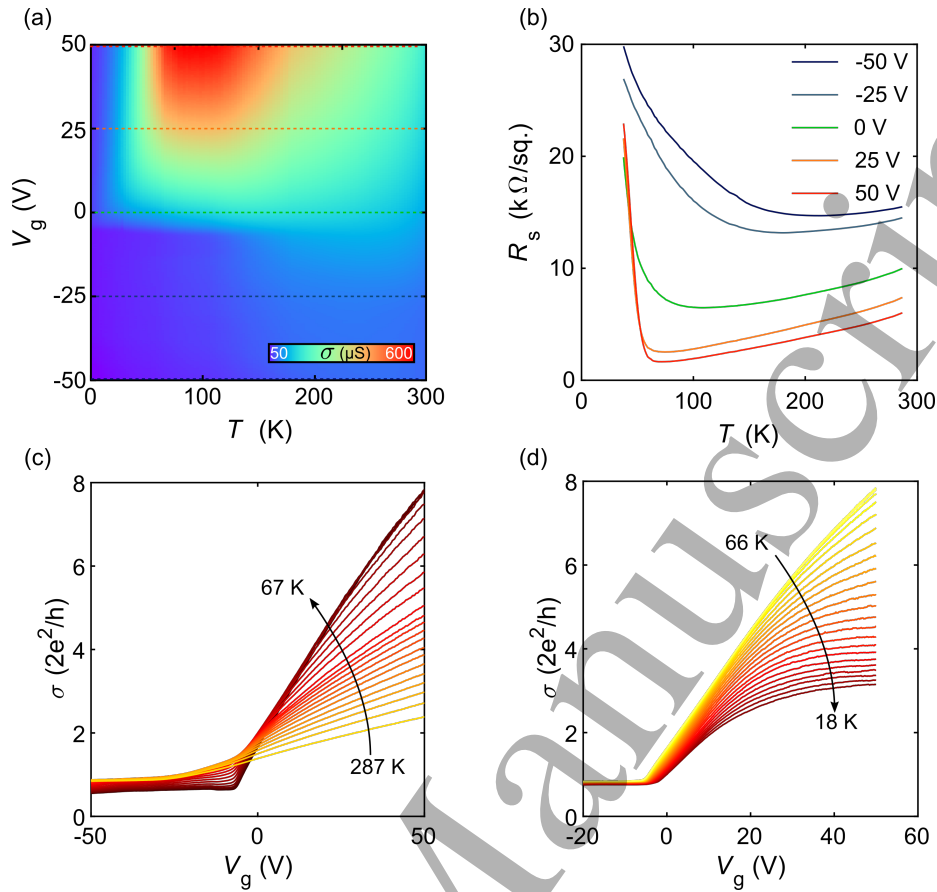 (a)
50
25
0
-25
-50
V_g (V)
50 σ (µS) 600
0 100 200 300
T (K)
(b)
30
20
10
0
R_s (kΩ/sq.)
-50 V
-25 V
0 V
25 V
50 V
0 100 200 300
T (K)
(c)
8
6
4
2
0
σ (2e²/h)
67 K
287 K
-50 0 50
V_g (V)
(d)
8
6
4
2
0
σ (2e²/h)
66 K
18 K
-20 0 20 40 60
V_g (V)
Manuscri